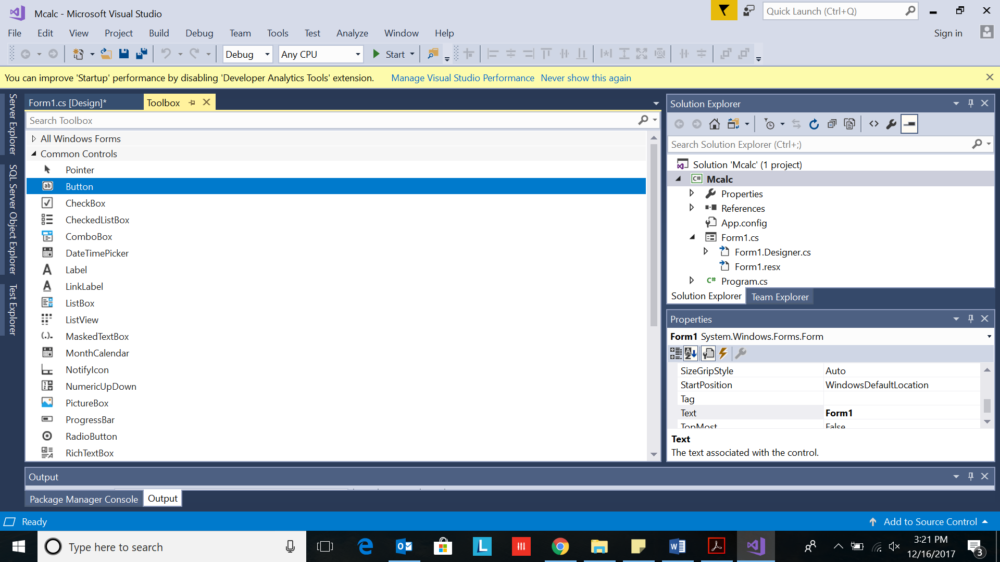 Mcalc - Microsoft Visual Studio
Quick Launch (Ctrl+Q)
File Edit View Project Build Debug Team Tools Test Analyze Window Help
Sign in
Debug Any CPU Start
You can improve 'Startup' performance by disabling 'Developer Analytics Tools' extension. Manage Visual Studio Performance Never show this again
Server Explorer
SQL Server Object Explorer
Test Explorer
Form1.cs [Design]* Toolbox
Search Toolbox
All Windows Forms
Common Controls
Pointer
Button
CheckBox
CheckedListBox
ComboBox
DateTimePicker
Label
LinkLabel
ListBox
ListView
MaskedTextBox
MonthCalendar
NotifyIcon
NumericUpDown
PictureBox
ProgressBar
RadioButton
RichTextBox
Solution Explorer
Search Solution Explorer (Ctrl+;)
Solution 'Mcalc' (1 project)
C# Mcalc
Properties
References
App.config
Form1.cs
Form1.Designer.cs
Form1.resx
C# Program.cs
Solution Explorer Team Explorer
Properties
Form1 System.Windows.Forms.Form
SizeGripStyle Auto
StartPosition WindowsDefaultLocation
Tag
Text Form1
TopMost False
Text
The text associated with the control.
Output
Package Manager Console Output
Ready
Add to Source Control
Type here to search
3:21 PM
12/16/2017
3